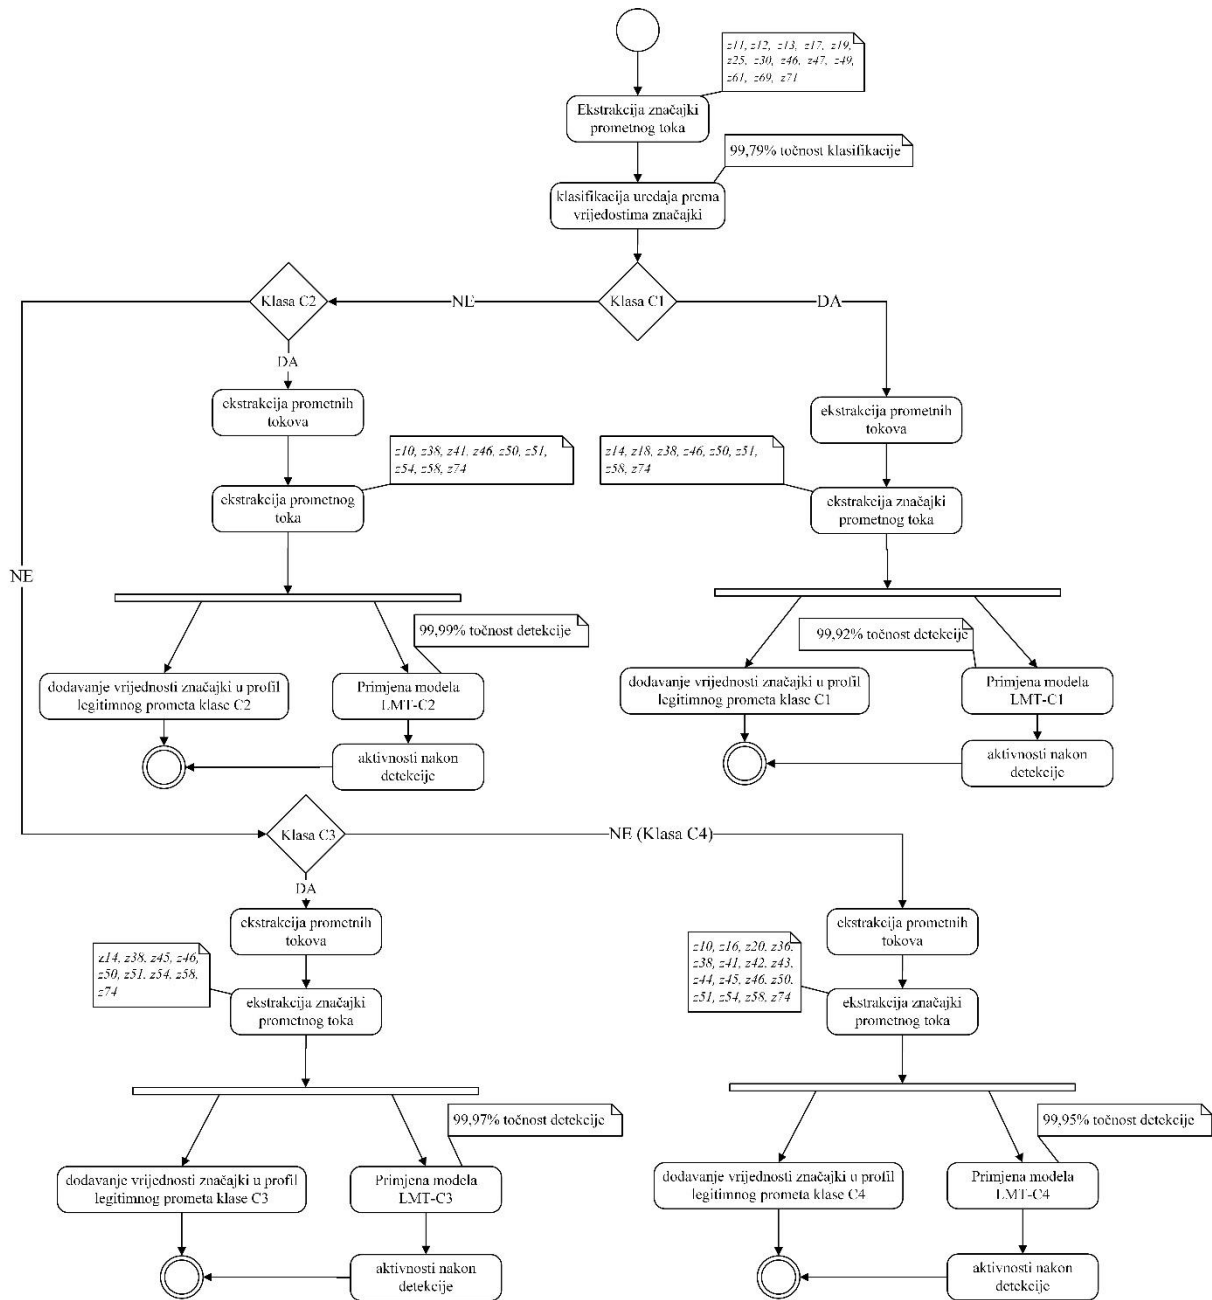 z11, z12, z13, z17, z19,
z25, z30, z46, z47, z49,
z61, z69, z71
Ekstrakcija značajki
prometnog toka
99,79% točnost klasifikacije
klasifikacija uređaja prema
vrijedostima značajki
Klasa C2
NE
Klasa C1
DA
DA
ekstrakcija prometnih
tokova
ekstrakcija prometnih
tokova
z10, z38, z41, z46, z50, z51,
z54, z58, z74
z14, z18, z38, z46, z50, z51,
z58, z74
ekstrakcija prometnog
toka
ekstrakcija značajki
prometnog toka
NE
99,99% točnost detekcije
99,92% točnost detekcije
dodavanje vrijednosti značajki u profil
legitimnog prometa klase C2
Primjena modela
LMT-C2
dodavanje vrijednosti značajki u profil
legitimnog prometa klase C1
Primjena modela
LMT-C1
aktivnosti nakon
detekcije
aktivnosti nakon
detekcije
Klasa C3
NE (Klasa C4)
DA
ekstrakcija prometnih
tokova
ekstrakcija prometnih
tokova
z14, z38, z45, z46,
z50, z51, z54, z58,
z74
z10, z16, z20, z36,
z38, z41, z42, z43,
z44, z45, z46, z50,
z51, z54, z58, z74
ekstrakcija značajki
prometnog toka
ekstrakcija značajki
prometnog toka
99,97% točnost detekcije
99,95% točnost detekcije
dodavanje vrijednosti značajki u profil
legitimnog prometa klase C3
Primjena modela
LMT-C3
dodavanje vrijednosti značajki u profil
legitimnog prometa klase C4
Primjena modela
LMT-C4
aktivnosti nakon
detekcije
aktivnosti nakon
detekcije